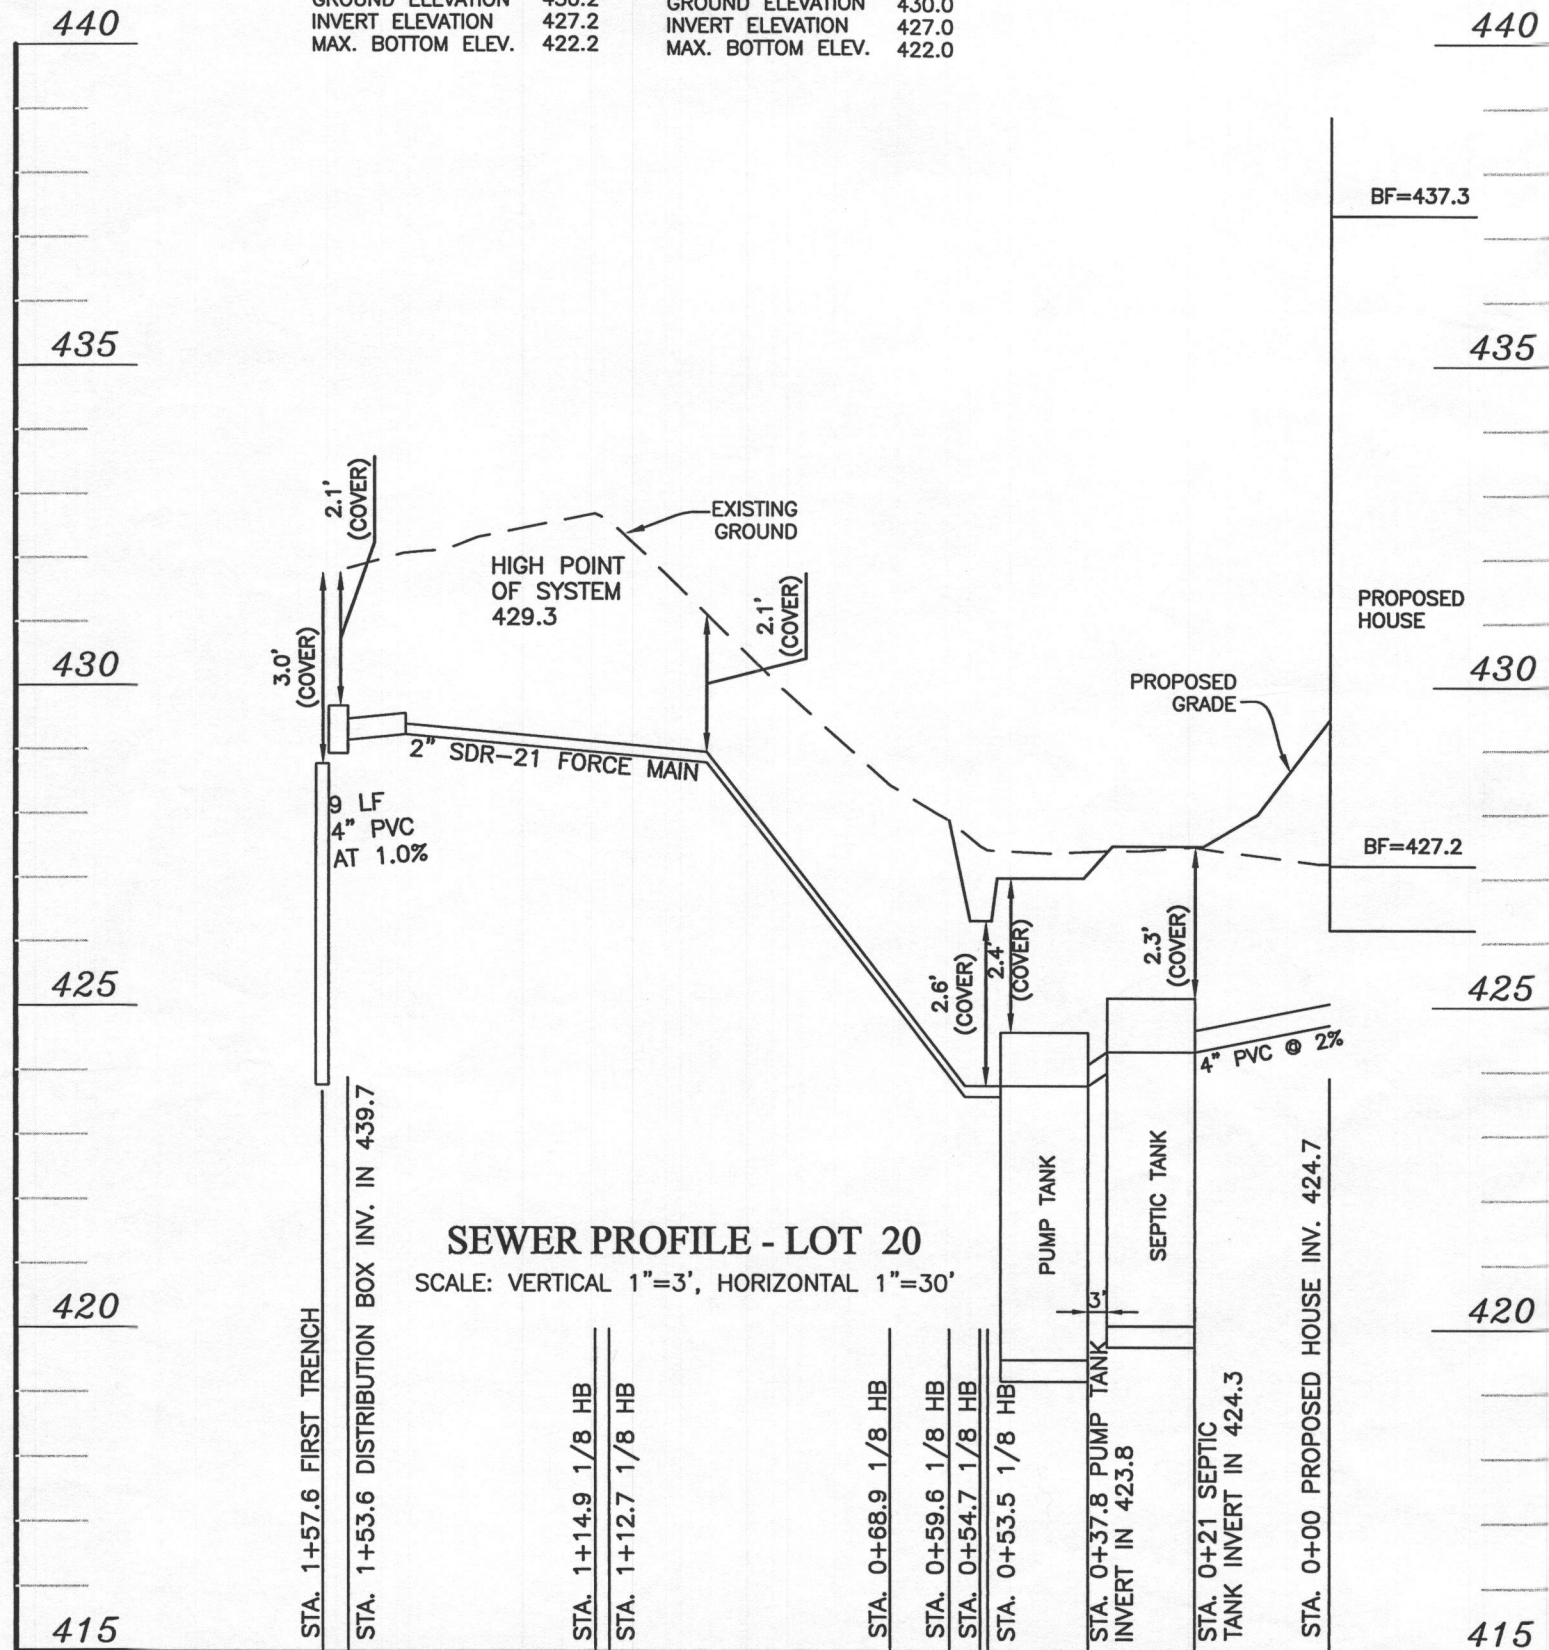 GROUND ELEVATION 430.2
INVERT ELEVATION 427.2
MAX. BOTTOM ELEV. 422.2
GROUND ELEVATION 430.0
INVERT ELEVATION 427.0
MAX. BOTTOM ELEV. 422.0
440
440
BF=437.3
435
435
2.1'
(COVER)
EXISTING
GROUND
HIGH POINT
OF SYSTEM
429.3
2.1'
(COVER)
PROPOSED
HOUSE
3.0'
(COVER)
430
430
PROPOSED
GRADE
2" SDR-21 FORCE MAIN
9 LF
4" PVC
AT 1.0%
BF=427.2
2.6'
(COVER)
2.4'
(COVER)
2.3'
(COVER)
425
425
4" PVC @ 2%
PUMP TANK
SEPTIC TANK
3'
SEWER PROFILE - LOT 20
SCALE: VERTICAL 1"=3', HORIZONTAL 1"=30'
420
420
STA. 1+57.6 FIRST TRENCH
STA. 1+53.6 DISTRIBUTION BOX INV. IN 439.7
STA. 1+14.9 1/8 HB
STA. 1+12.7 1/8 HB
STA. 0+68.9 1/8 HB
STA. 0+59.6 1/8 HB
STA. 0+54.7 1/8 HB
STA. 0+53.5 1/8 HB
STA. 0+37.8 PUMP TANK
INVERT IN 423.8
STA. 0+21 SEPTIC
TANK INVERT IN 424.3
STA. 0+00 PROPOSED HOUSE INV. 424.7
415
415